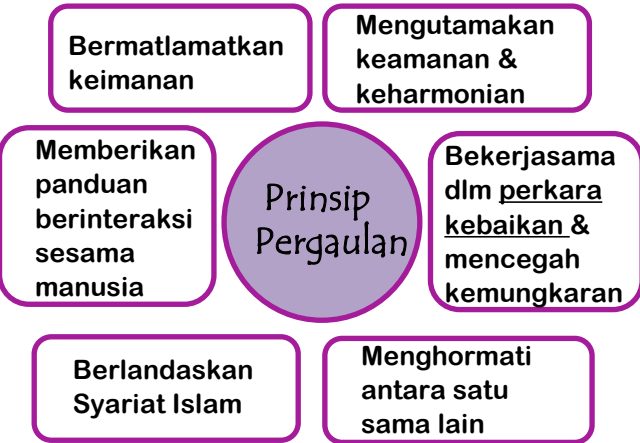 Bermatlamatkan
keimanan
Mengutamakan
keamanan &
keharmonian
Memberikan
panduan
berinteraksi
sesama
manusia
Prinsip
Pergaulan
Bekerjasama
dlm perkara
kebaikan &
mencegah
kemungkaran
Berlandaskan
Syariat Islam
Menghormati
antara satu
sama lain